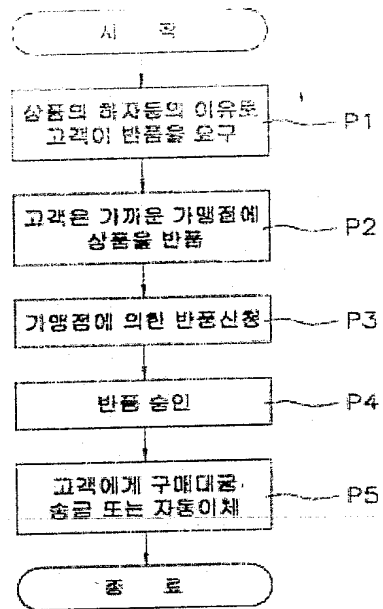 시 작
상품의 하자등의 이유로
고객이 반품을 요구
P1
고객은 가까운 가맹점에
상품을 반품
P2
가맹점에 의한 반품신청
P3
반품 승인
P4
고객에게 구매대금,
송금 또는 자동이체
P5
종 료